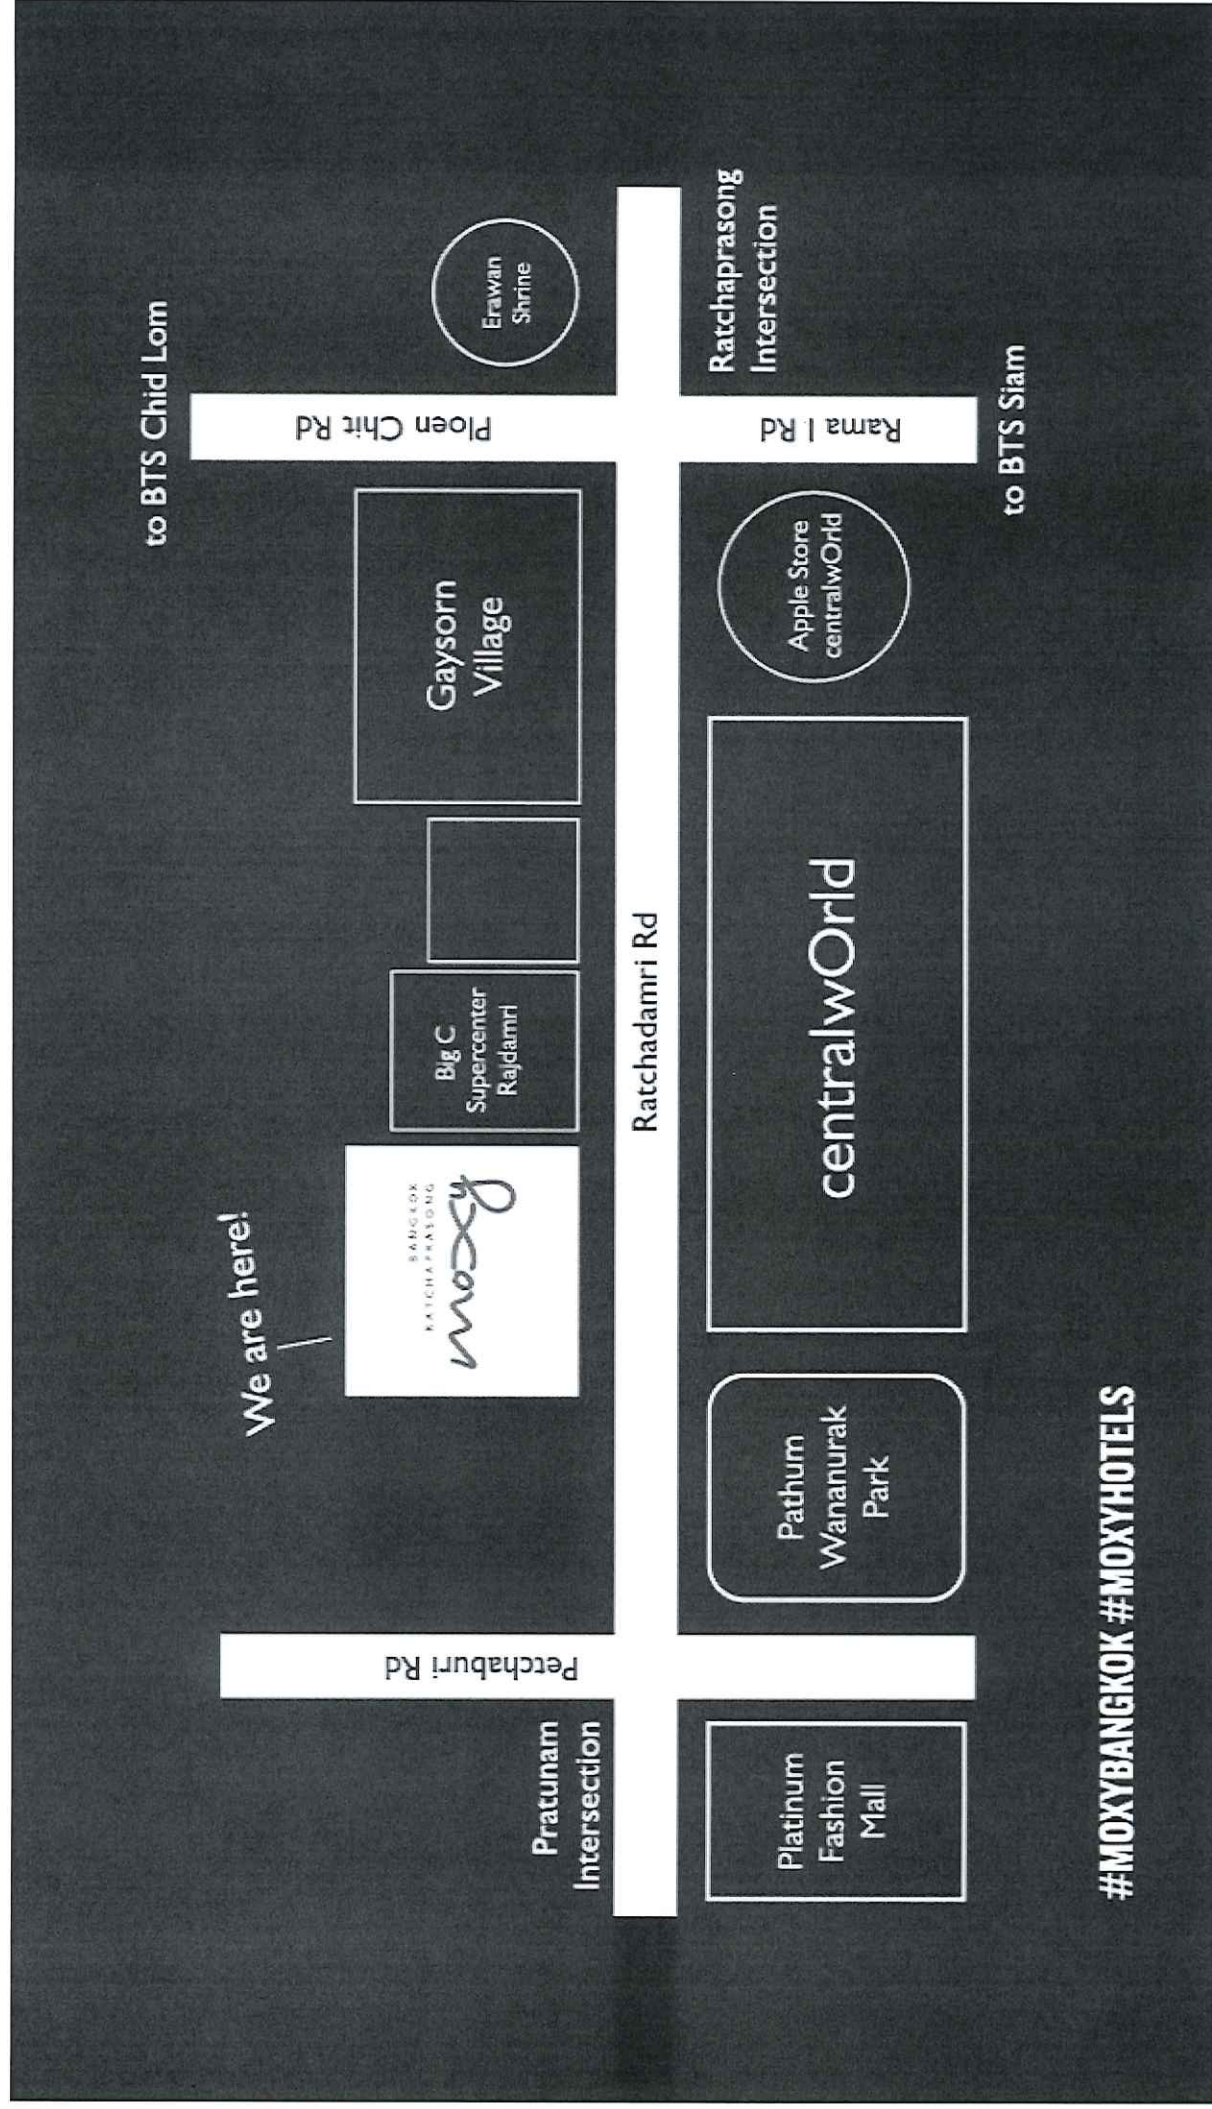 to BTS Chid Lom
We are here!
Ploen Chit Rd
Petchaburi Rd
BANGKOK
RATCHAPRASONG
moxy
Big C
Supercenter
Rajdamri
Gaysorn
Village
Erawan
Shrine
Pratunam
Intersection
Ratchadamri Rd
Ratchaprasong
Intersection
Rama I Rd
Platinum
Fashion
Mall
Pathum
Wananurak
Park
centralwOrld
Apple Store
centralwOrld
to BTS Siam
#MOXYBANGKOK #MOXYHOTELS